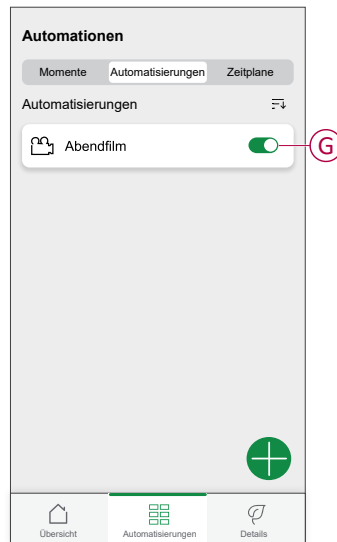 Automationen
Momente Automatisierungen Zeitplane
Automatisierungen
Abendfilm
G
Übersicht Automatisierungen Details